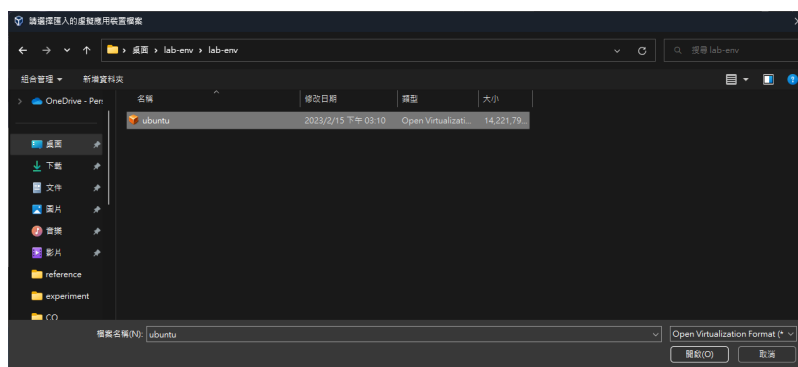 請選擇匯入的虛擬應用裝置檔案
桌面 › lab-env › lab-env
搜尋 lab-env
組合管理 新增資料夾
OneDrive - Per
名稱 修改日期 類型 大小
ubuntu 2023/2/15 下午 03:10 Open Virtualizati... 14,221,79...
桌面
下載
文件
圖片
音樂
影片
reference
experiment
CO
檔案名稱(N): ubuntu
Open Virtualization Format (*
開啟(O) 取消